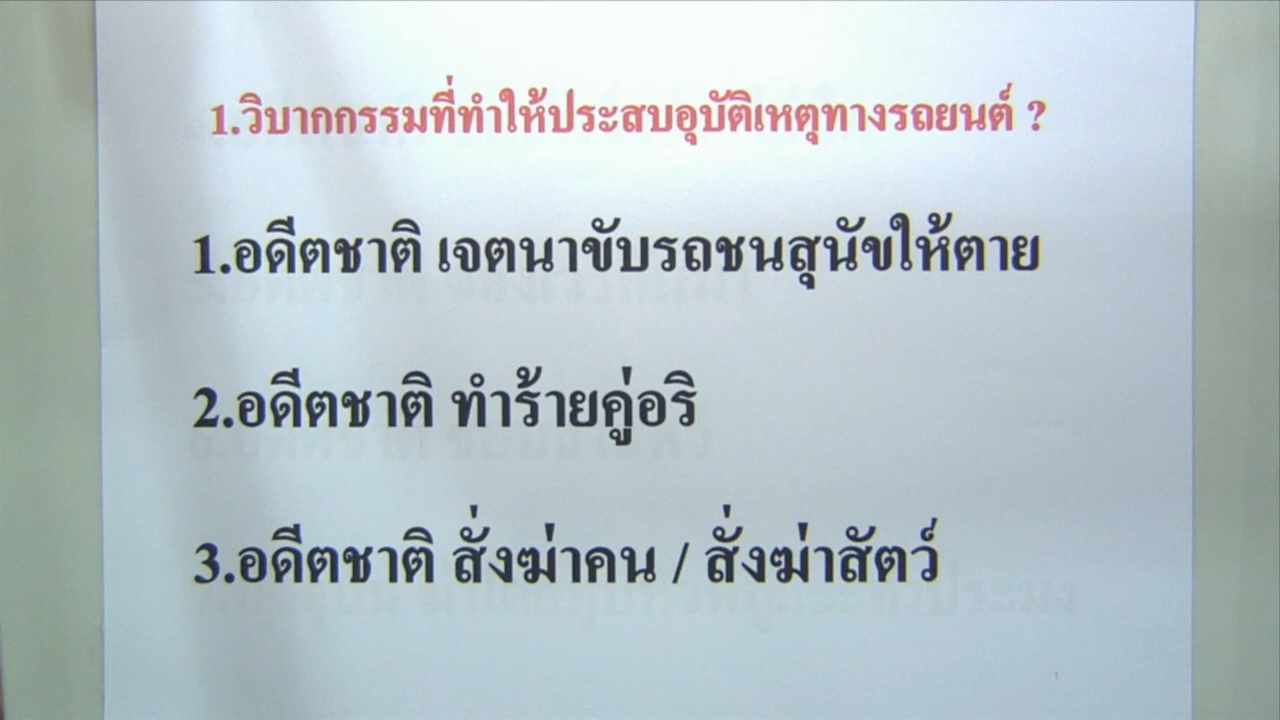 1.วิบากกรรมที่ทำให้ประสบอุบัติเหตุทางรถยนต์ ?
1.อดีตชาติ เจตนาขับรถชนสุนัขให้ตาย
2.อดีตชาติ ทำร้ายคู่อริ
3.อดีตชาติ สั่งฆ่าคน / สั่งฆ่าสัตว์